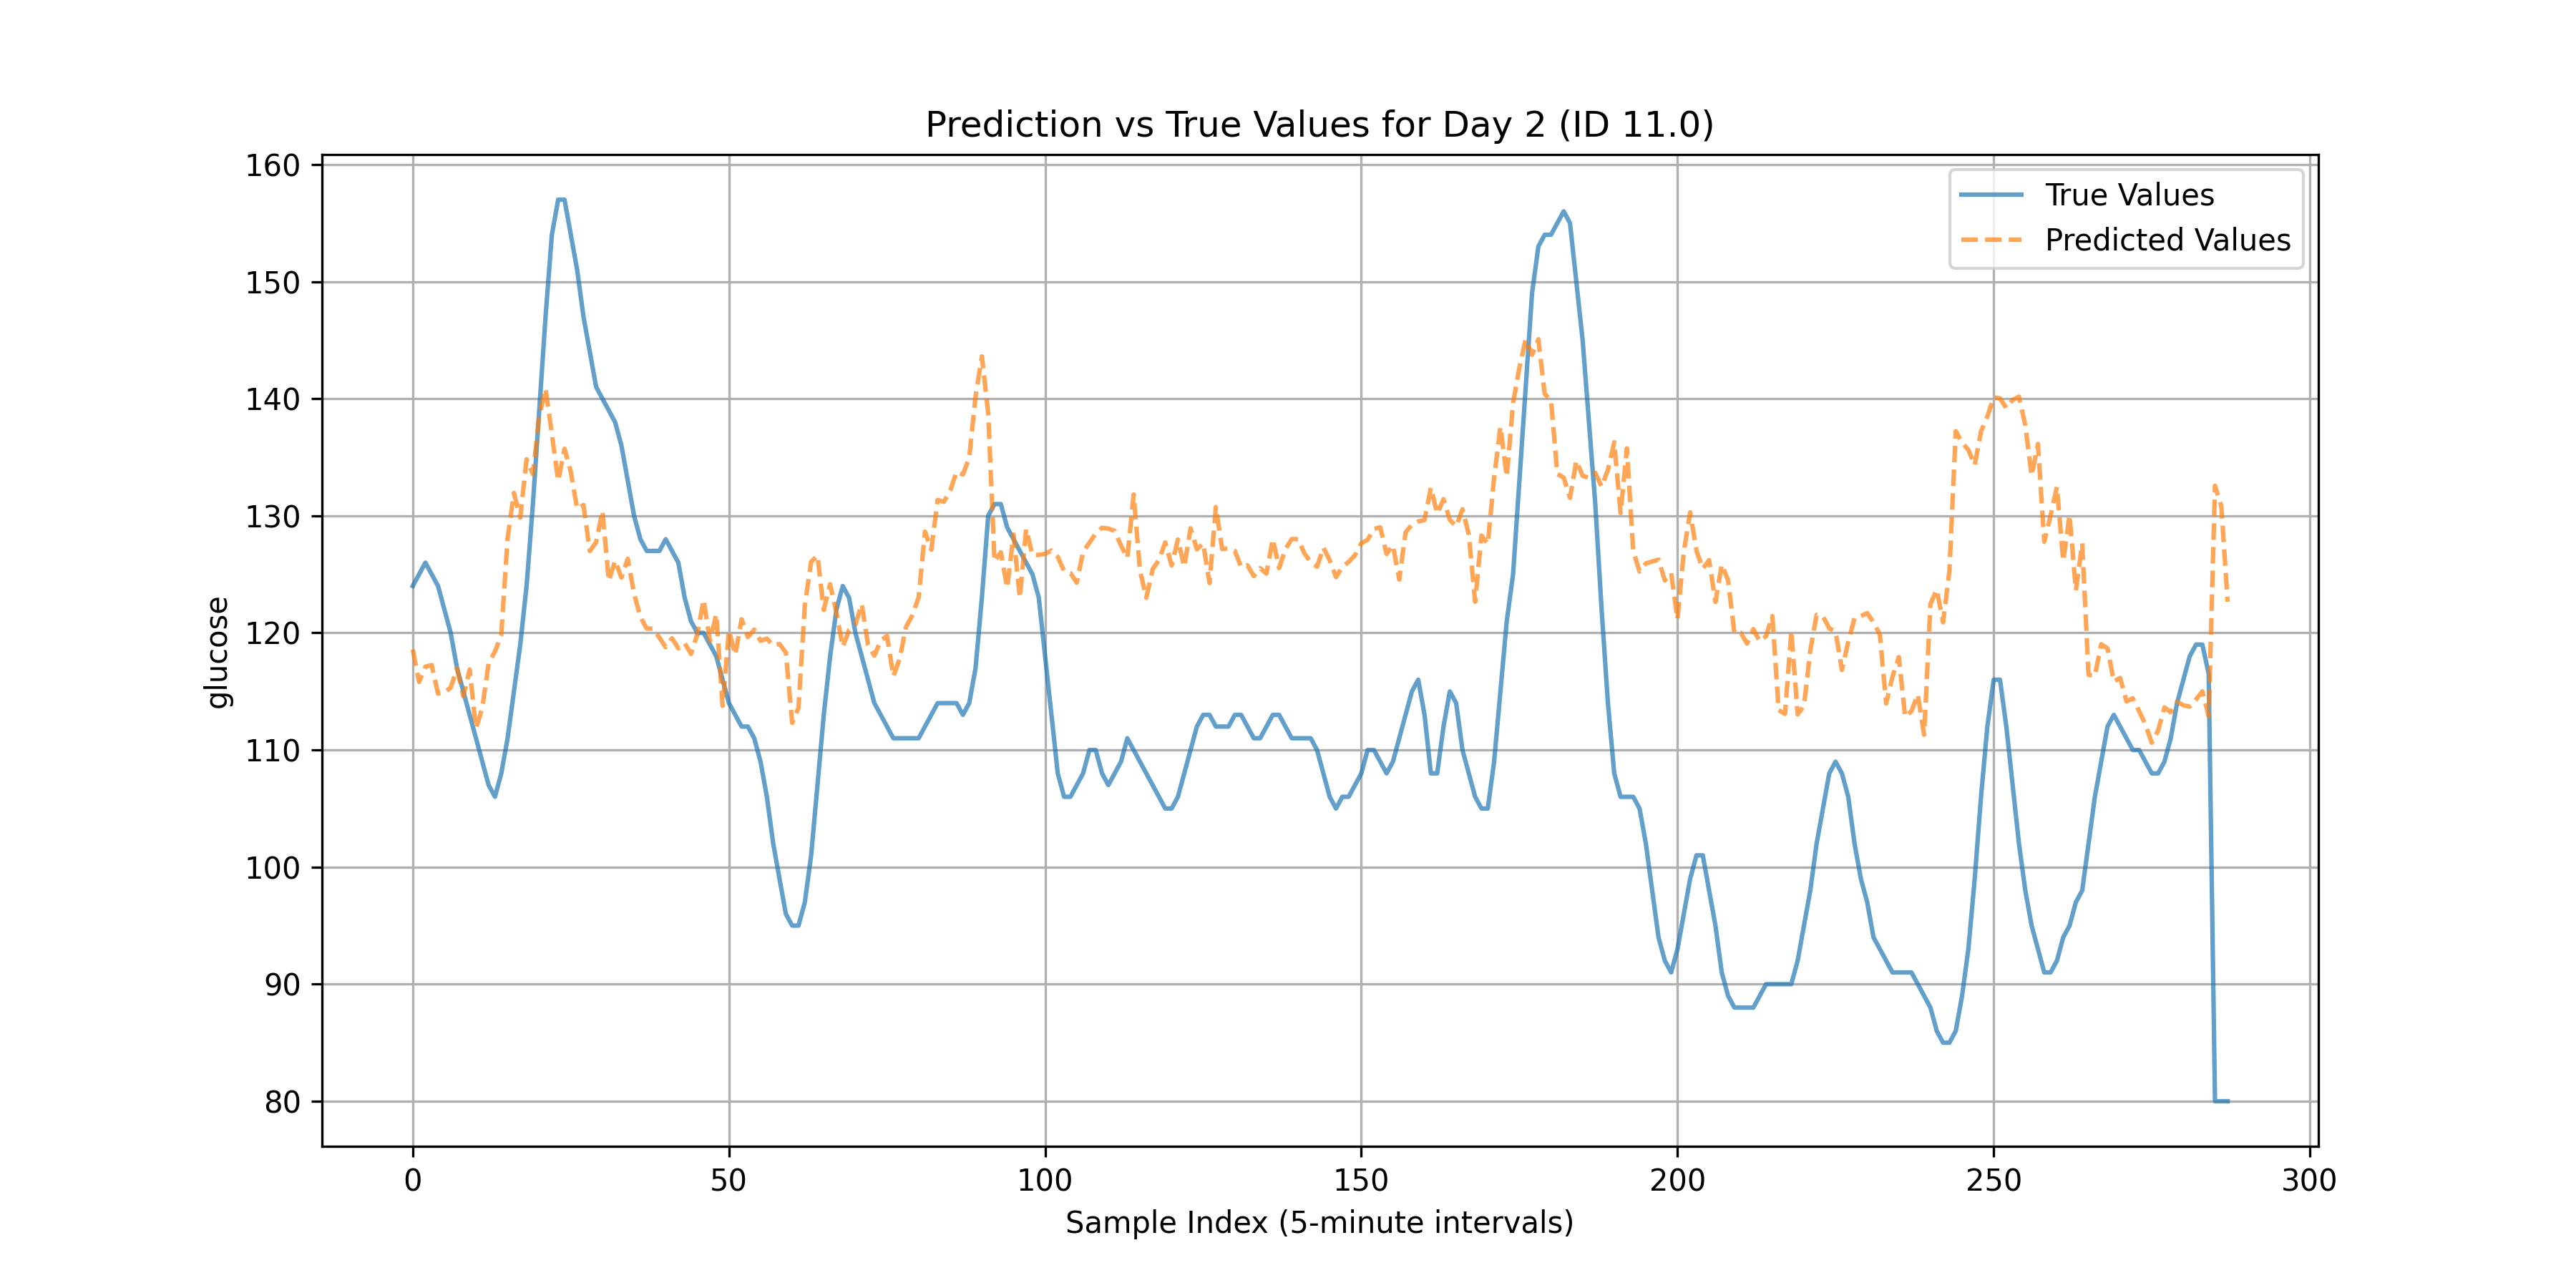 Prediction vs True Values for Day 2 (ID 11.0)
True Values
Predicted Values
glucose
160
150
140
130
120
110
100
90
80
0 50 100 150 200 250 300
Sample Index (5-minute intervals)